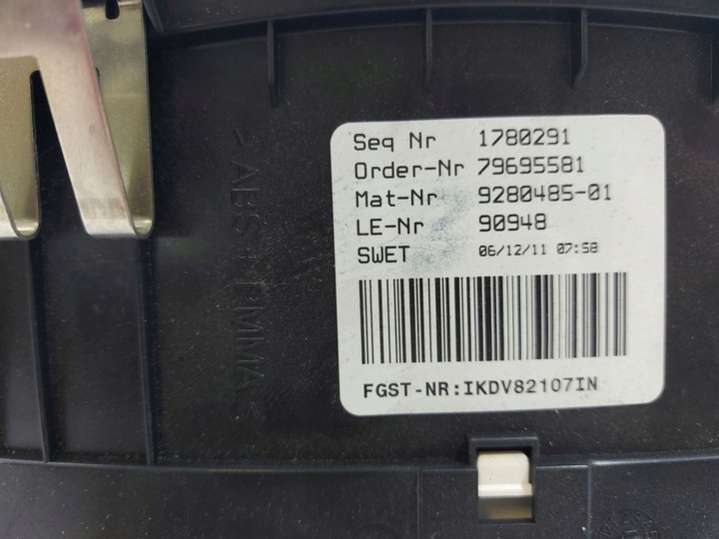 Seq Nr 1780291
Order-Nr 79695581
Mat-Nr 9280485-01
LE-Nr 90948
SWET 06/12/11 07:58
FGST-NR:IKDV82107IN
>ABS+PMMA<